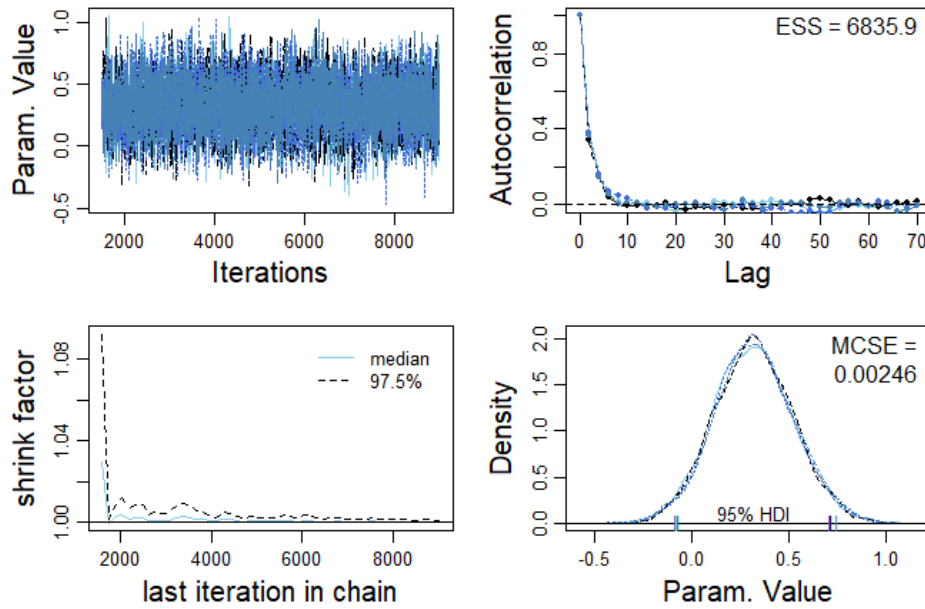 Param. Value
1.0
0.5
0.0
-0.5
2000 4000 6000 8000
Iterations
Autocorrelation
0.8
0.4
0.0
ESS = 6835.9
0 10 20 30 40 50 60 70
Lag
shrink factor
1.08
1.04
1.00
median
97.5%
2000 4000 6000 8000
last iteration in chain
Density
2.0
1.5
1.0
0.5
0.0
MCSE =
0.00246
95% HDI
-0.5 0.0 0.5 1.0
Param. Value